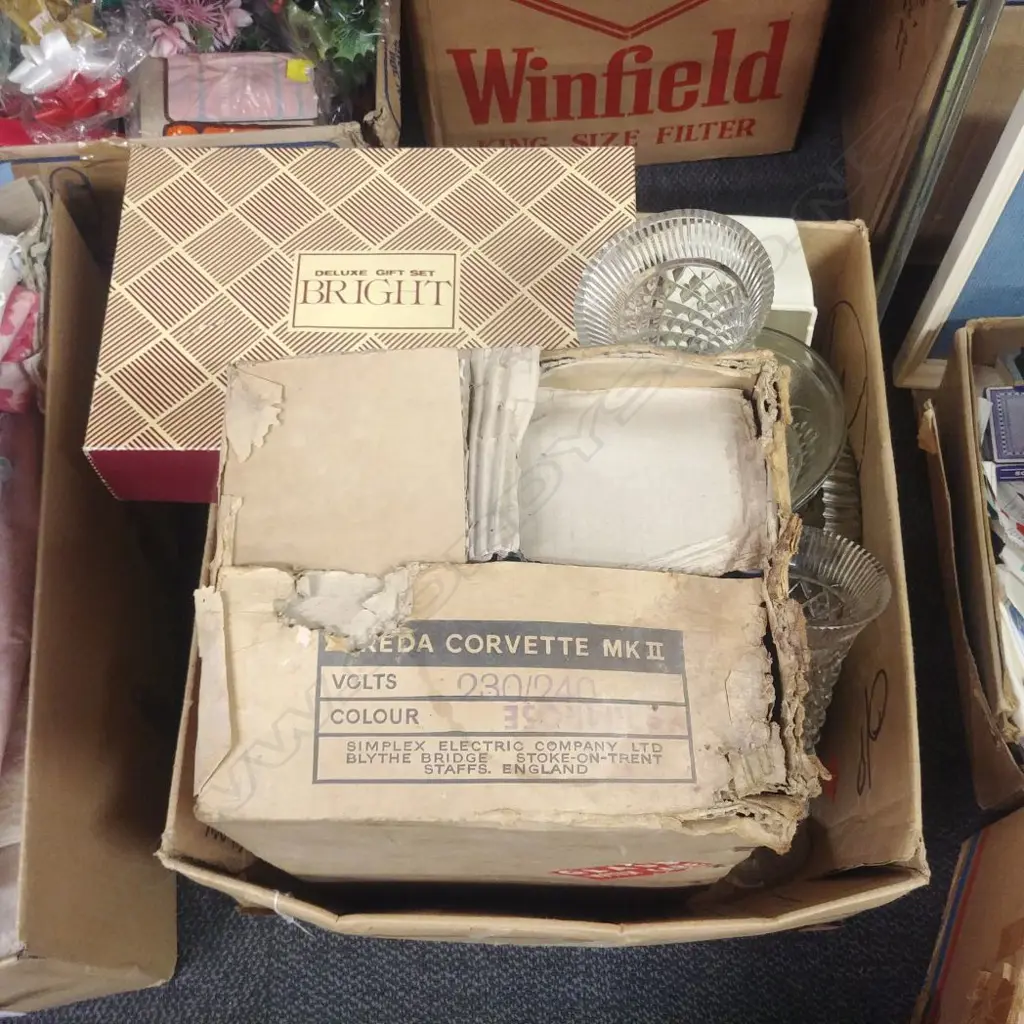 Winfield
KING SIZE FILTER
DELUXE GIFT SET
BRIGHT
REDA CORVETTE MK II
VOLTS 230/240
COLOUR
SIMPLEX ELECTRIC COMPANY LTD
BLYTHE BRIDGE STOKE-ON-TRENT
STAFFS. ENGLAND